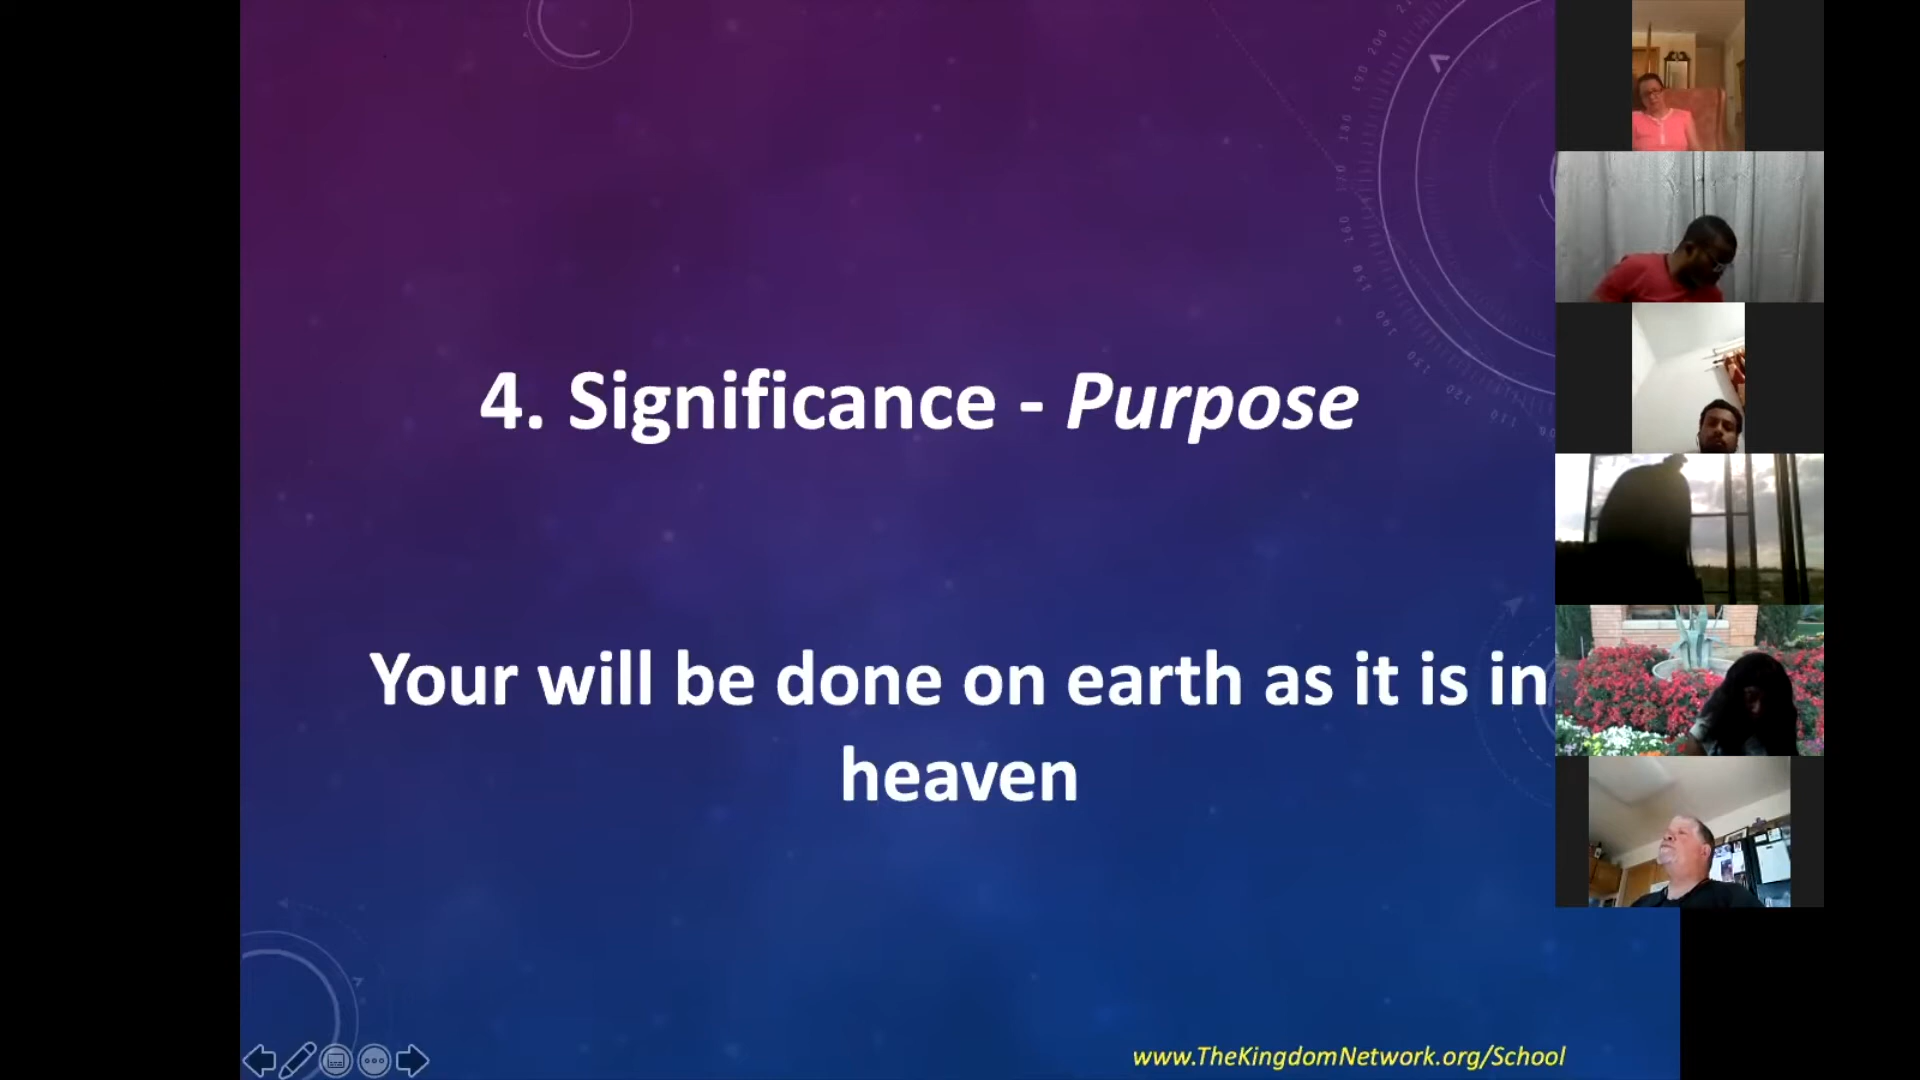 4. Significance - Purpose
Your will be done on earth as it is in
heaven
www.TheKingdomNetwork.org/School